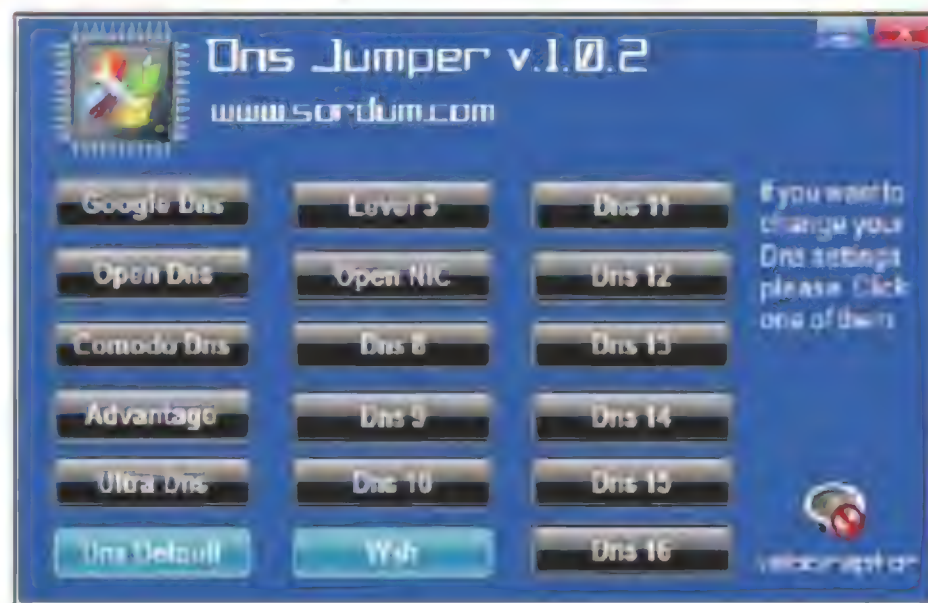 Dns Jumper v.1.0.2
www.sordum.com
Google Dns
Level 3
Dns 11
Open Dns
Open NIC
Dns 12
Comodo Dns
Dns 8
Dns 13
Advantage
Dns 9
Dns 14
Ultra Dns
Dns 10
Dns 15
Dns Default
Dns 16
If you want to
change your
Dns settings
please. Click
one of them